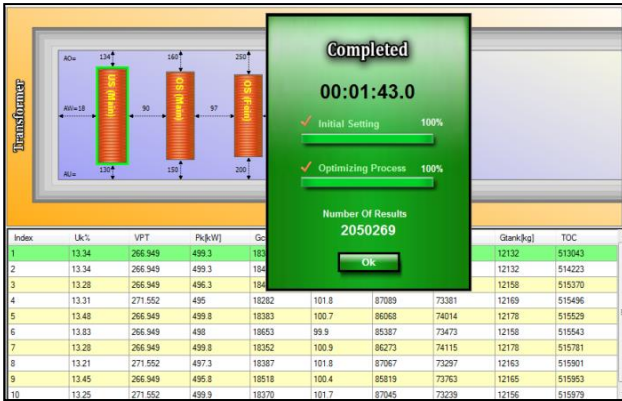 Completed
00:01:43.0
Initial Setting 100%
Optimizing Process 100%
Number Of Results
2050269
Ok
Transformer
AO= 134 160 250
US (Main) OS (Main) OS (Fain)
AW=18 90 97
AU= 130 150 200
Index Uk% VPT Pk[kW] Gtank[kg] TOC
1 13.34 266.949 499.3 12132 513043
2 13.34 266.949 499.3 12132 514223
3 13.28 266.949 496.3 12158 515370
4 13.31 271.552 495 18282 101.8 87089 73381 12169 515496
5 13.48 266.949 499.8 18383 100.7 86068 74014 12178 515529
6 13.83 266.949 498 18653 99.9 85387 73473 12158 515543
7 13.28 266.949 499.8 18352 100.9 86273 74115 12178 515781
8 13.21 271.552 497.3 18387 101.8 87067 73297 12163 515901
9 13.45 266.949 495.8 18518 100.4 85819 73763 12165 515953
10 13.25 271.552 499.9 18370 101.7 87045 73239 12156 515979